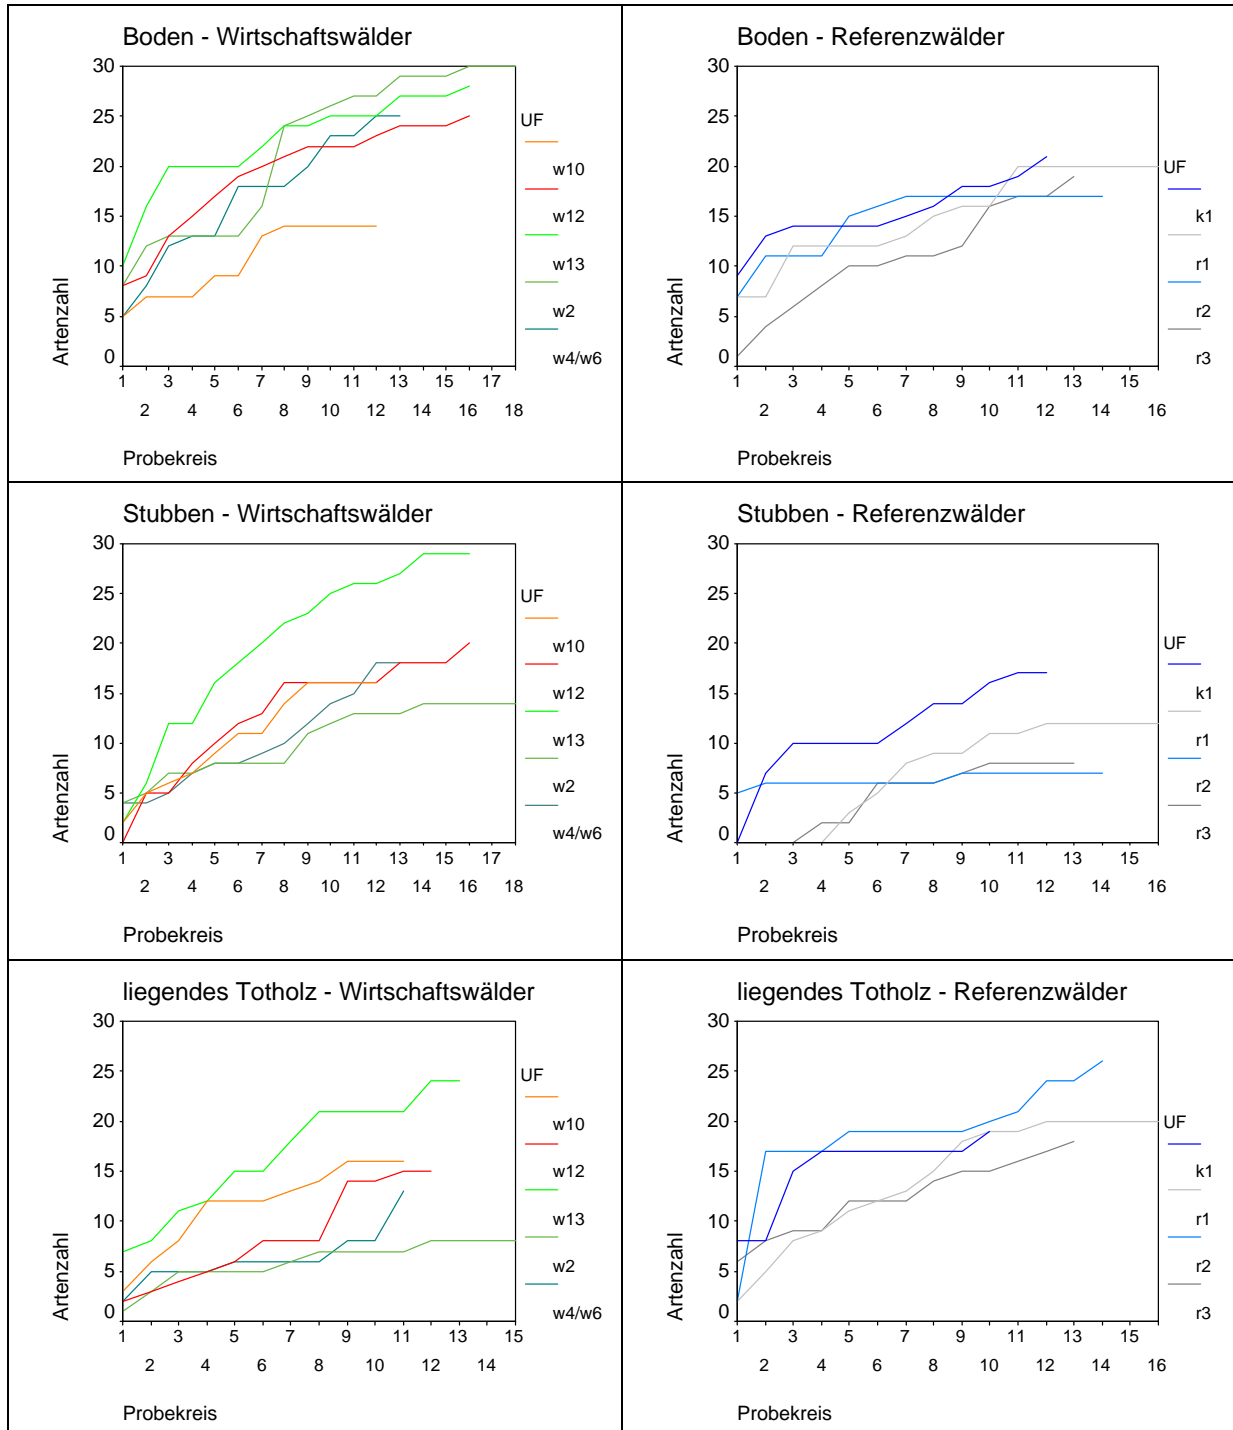 Boden - Wirtschaftswälder
30
25
20
15
10
5
0
Artenzahl
1 3 5 7 9 11 13 15 17
2 4 6 8 10 12 14 16 18
Probekreis
UF
w10
w12
w13
w2
w4/w6
Boden - Referenzwälder
30
25
20
15
10
5
0
Artenzahl
1 3 5 7 9 11 13 15
2 4 6 8 10 12 14 16
Probekreis
UF
k1
r1
r2
r3
Stubben - Wirtschaftswälder
30
25
20
15
10
5
0
Artenzahl
1 3 5 7 9 11 13 15 17
2 4 6 8 10 12 14 16 18
Probekreis
UF
w10
w12
w13
w2
w4/w6
Stubben - Referenzwälder
30
25
20
15
10
5
0
Artenzahl
1 3 5 7 9 11 13 15
2 4 6 8 10 12 14 16
Probekreis
UF
k1
r1
r2
r3
liegendes Totholz - Wirtschaftswälder
30
25
20
15
10
5
0
Artenzahl
1 3 5 7 9 11 13 15
2 4 6 8 10 12 14
Probekreis
UF
w10
w12
w13
w2
w4/w6
liegendes Totholz - Referenzwälder
30
25
20
15
10
5
0
Artenzahl
1 3 5 7 9 11 13 15
2 4 6 8 10 12 14 16
Probekreis
UF
k1
r1
r2
r3